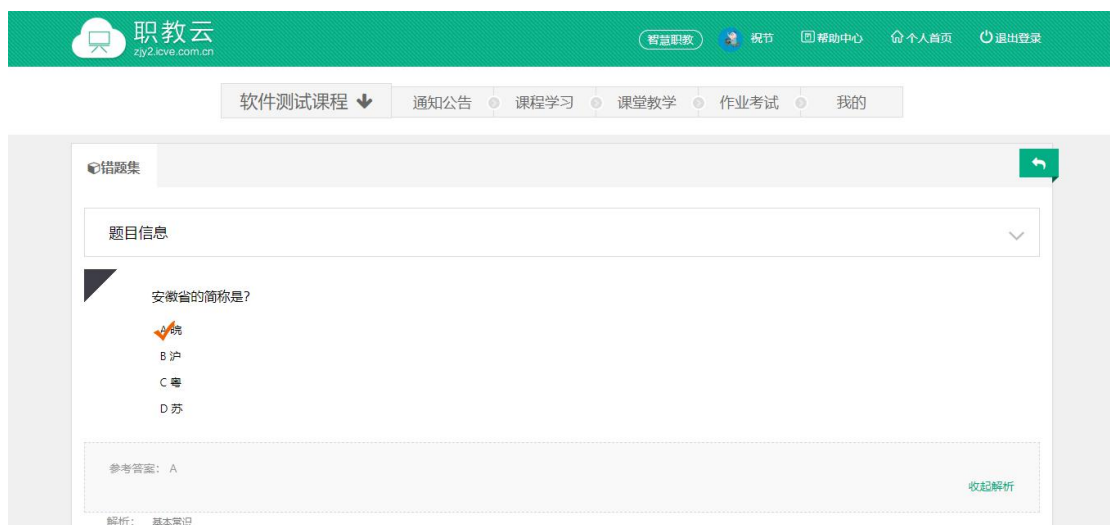 职教云
zjy2.icve.com.cn
智慧职教 祝节 帮助中心 个人首页 退出登录
软件测试课程 通知公告 课程学习 课堂教学 作业考试 我的
错题集
题目信息
安徽省的简称是?
A 皖
B 沪
C 粤
D 苏
参考答案: A
收起解析
解析: 基本常识